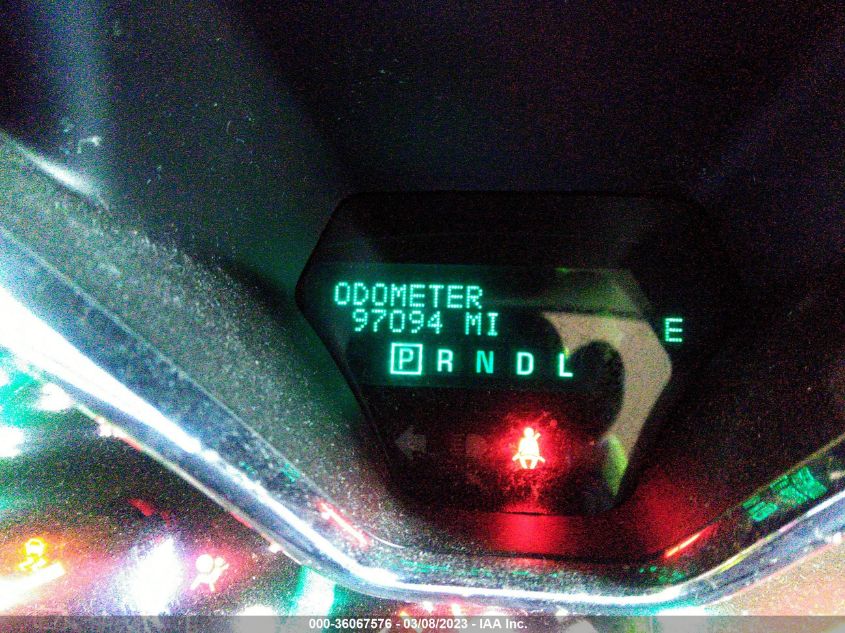 ODOMETER
97094 MI
E
P R N D L
000-36067576 - 03/08/2023 - IAA Inc.